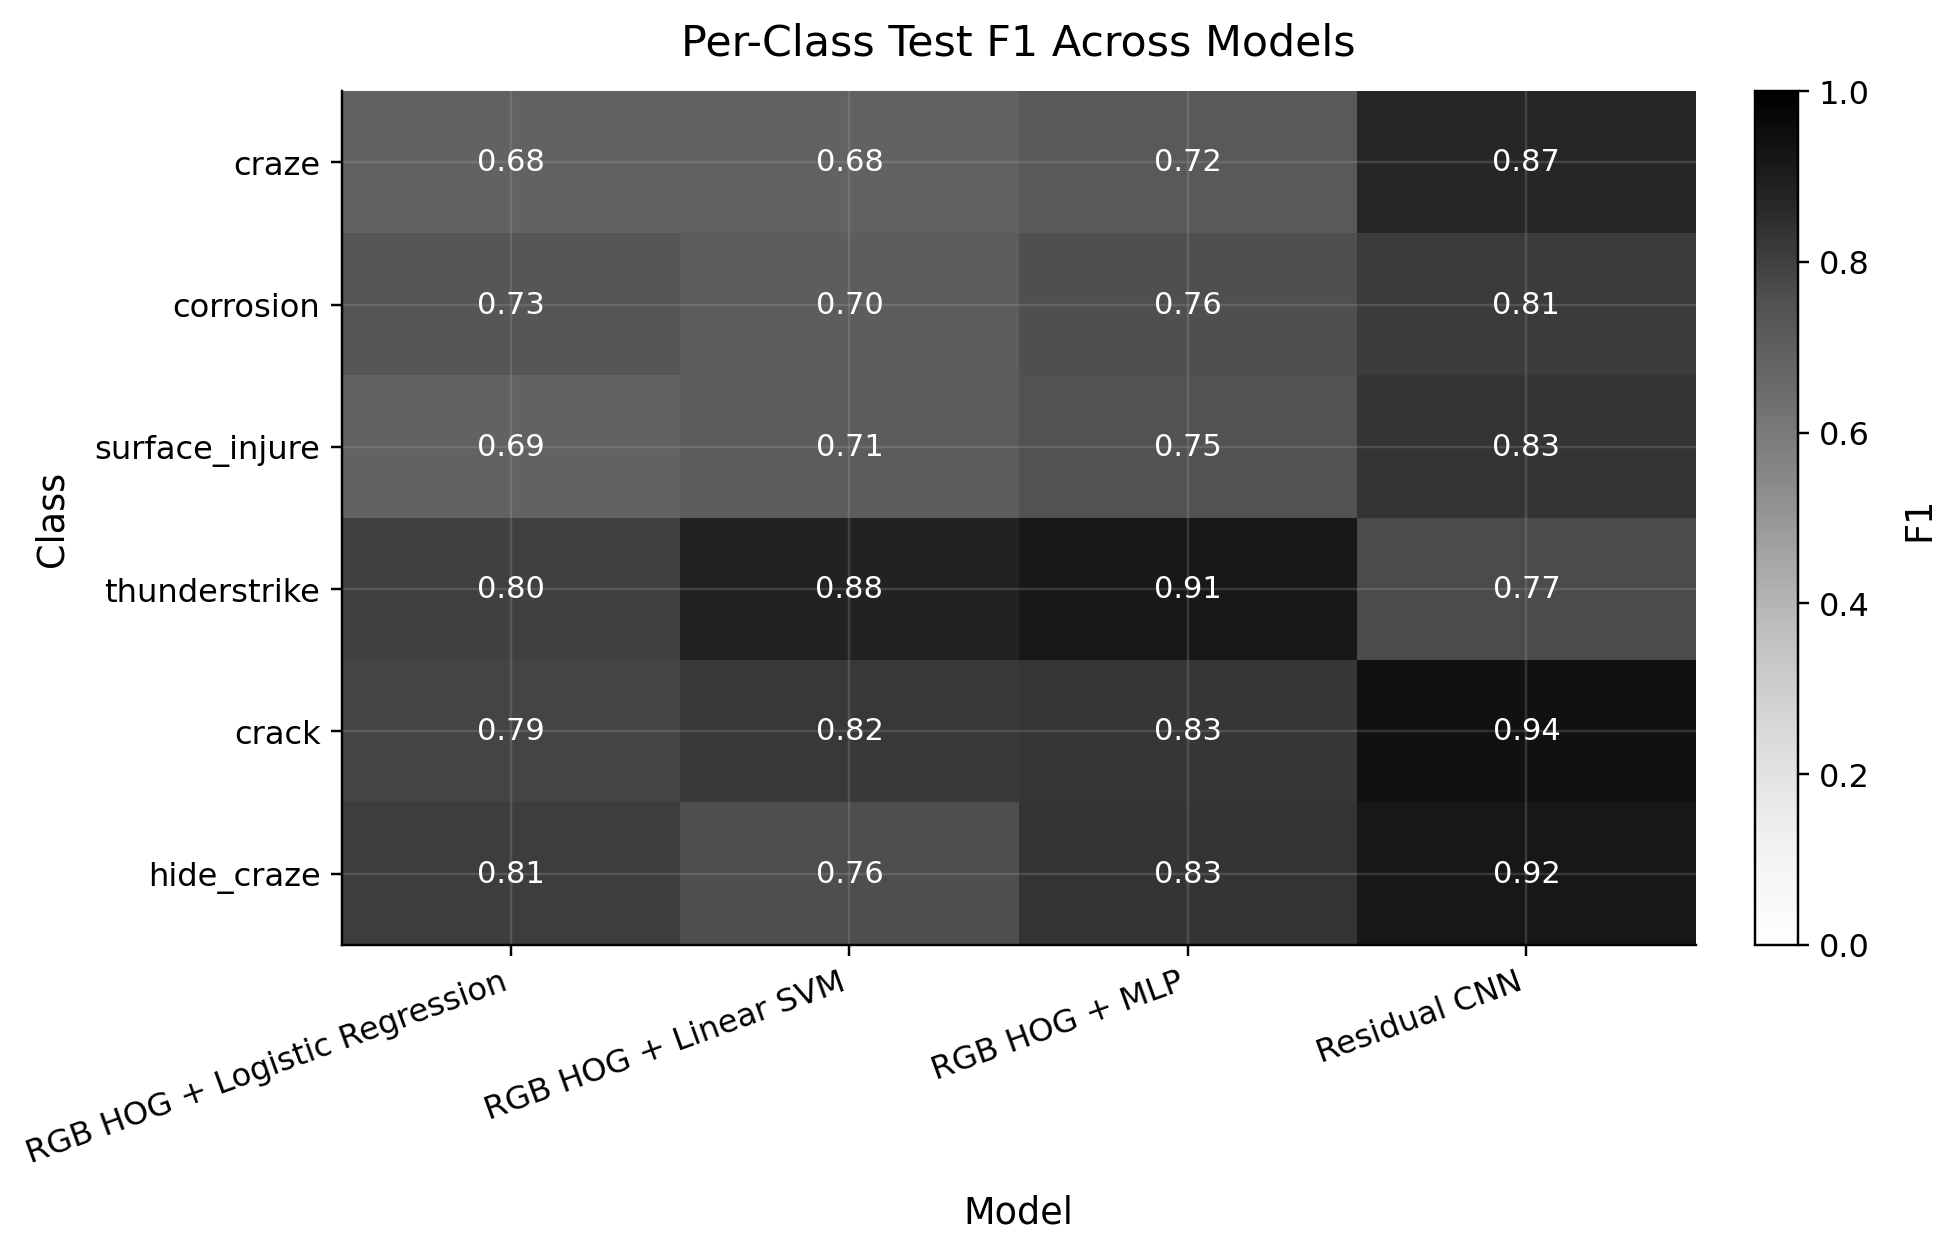 Per-Class Test F1 Across Models
Class
craze 0.68 0.68 0.72 0.87
corrosion 0.73 0.70 0.76 0.81
surface_injure 0.69 0.71 0.75 0.83
thunderstrike 0.80 0.88 0.91 0.77
crack 0.79 0.82 0.83 0.94
hide_craze 0.81 0.76 0.83 0.92
RGB HOG + Logistic Regression
RGB HOG + Linear SVM
RGB HOG + MLP
Residual CNN
Model
1.0
0.8
0.6
0.4
0.2
0.0
F1